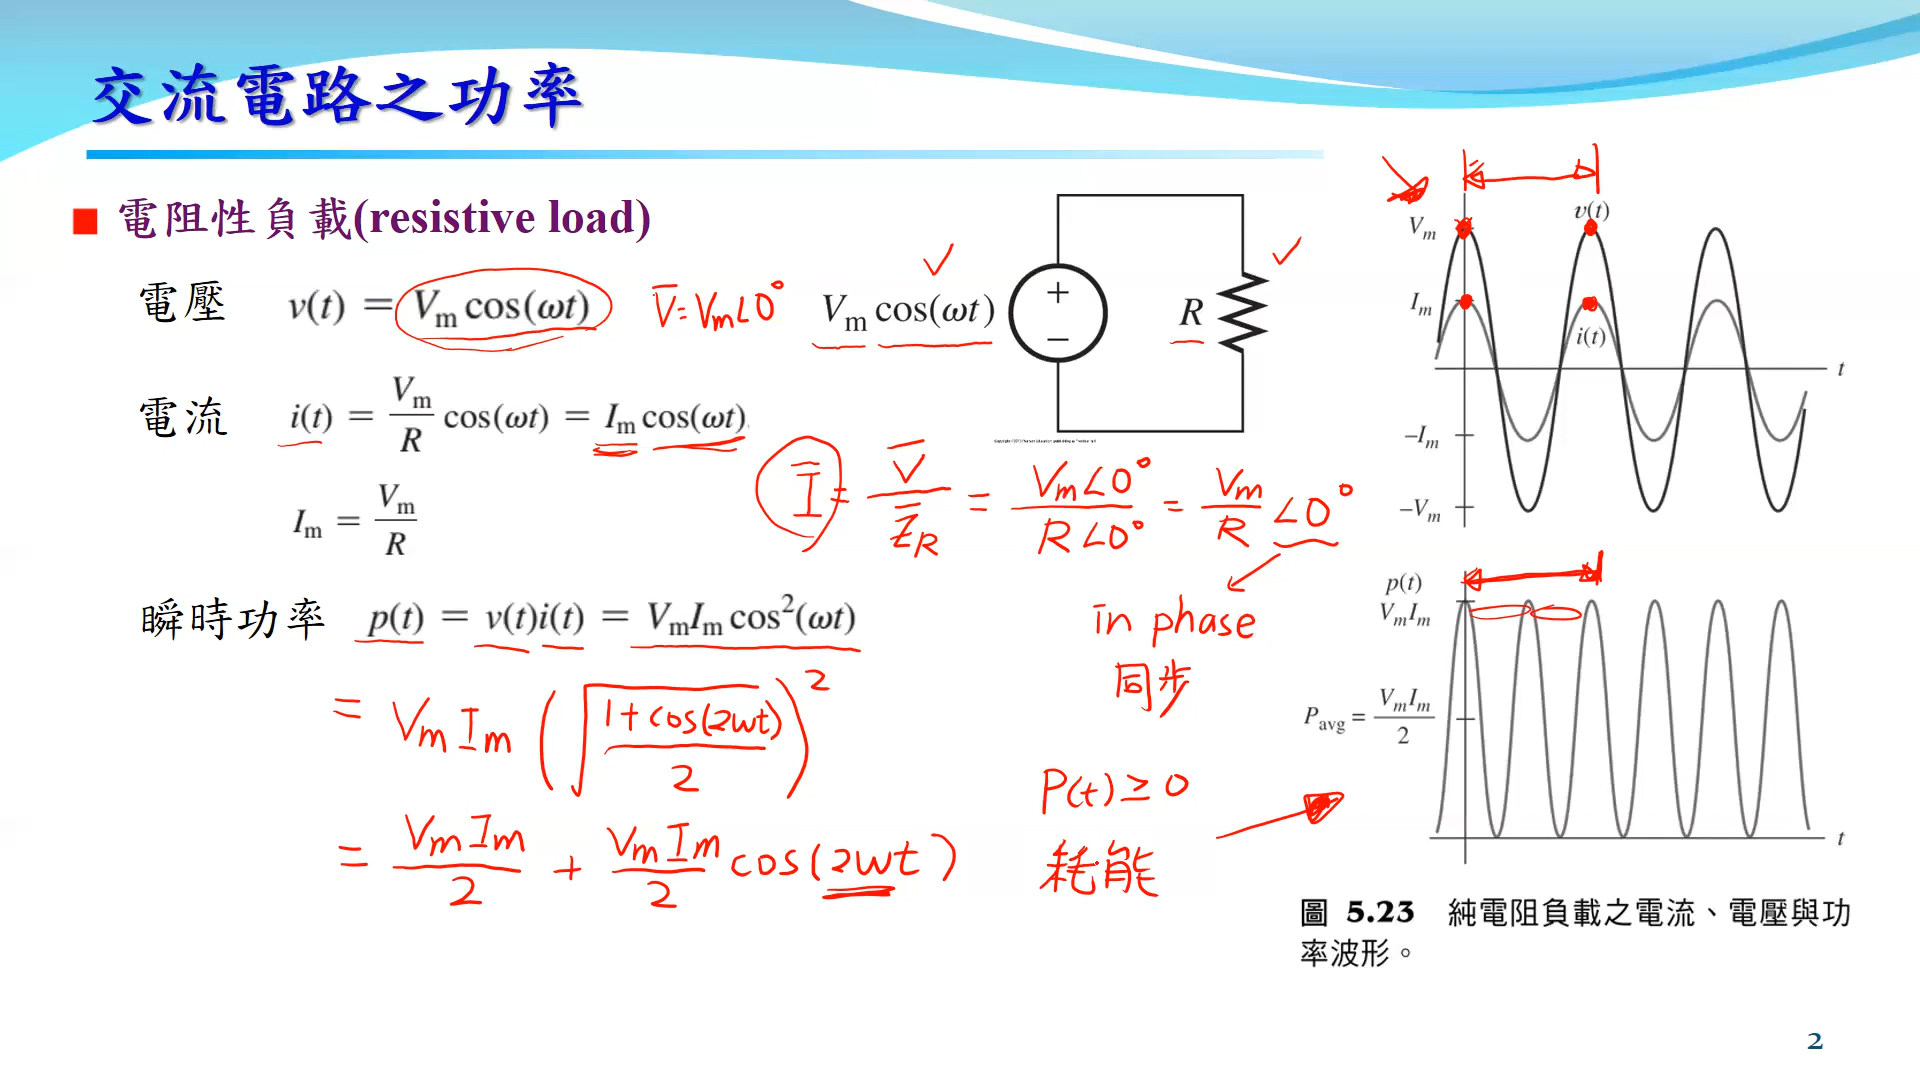 交流電路之功率
電阻性負載(resistive load)
電壓 v(t) = Vm cos(ωt) V̅ = Vm∠0°
Vm cos(ωt) + − R
電流 i(t) = Vm/R cos(ωt) = Im cos(ωt)
Im = Vm/R
I̅ = V̅/Z̅R = Vm∠0°/R∠0° = Vm/R ∠0°
in phase
同步
瞬時功率 p(t) = v(t)i(t) = VmIm cos²(ωt)
= VmIm (√(1+cos(2ωt)/2))²
= VmIm/2 + VmIm/2 cos(2ωt)
P(t) ≥ 0
耗能
v(t)
Vm
Im
i(t)
t
−Im
−Vm
p(t)
VmIm
Pavg = VmIm/2
t
圖 5.23 純電阻負載之電流、電壓與功
率波形。
2